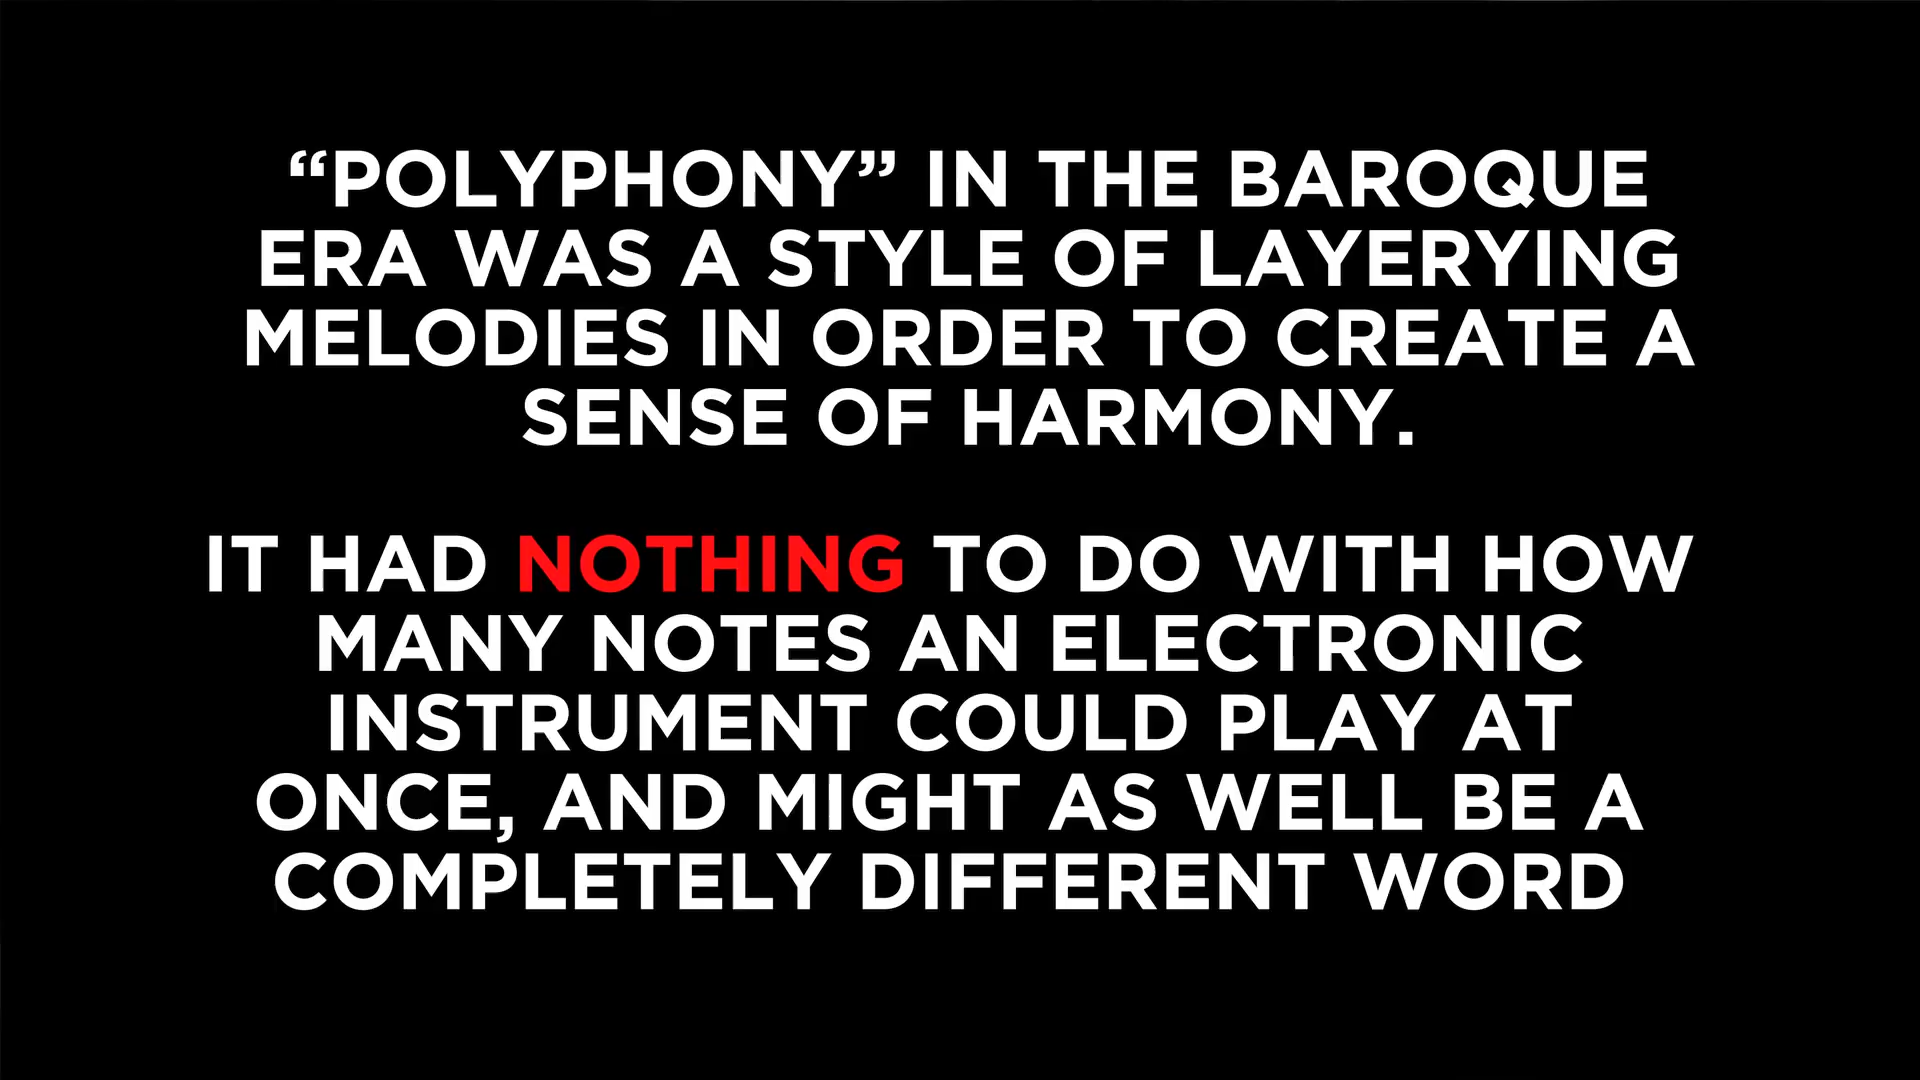 “POLYPHONY” IN THE BAROQUE
ERA WAS A STYLE OF LAYERYING
MELODIES IN ORDER TO CREATE A
SENSE OF HARMONY.
IT HAD NOTHING TO DO WITH HOW
MANY NOTES AN ELECTRONIC
INSTRUMENT COULD PLAY AT
ONCE, AND MIGHT AS WELL BE A
COMPLETELY DIFFERENT WORD